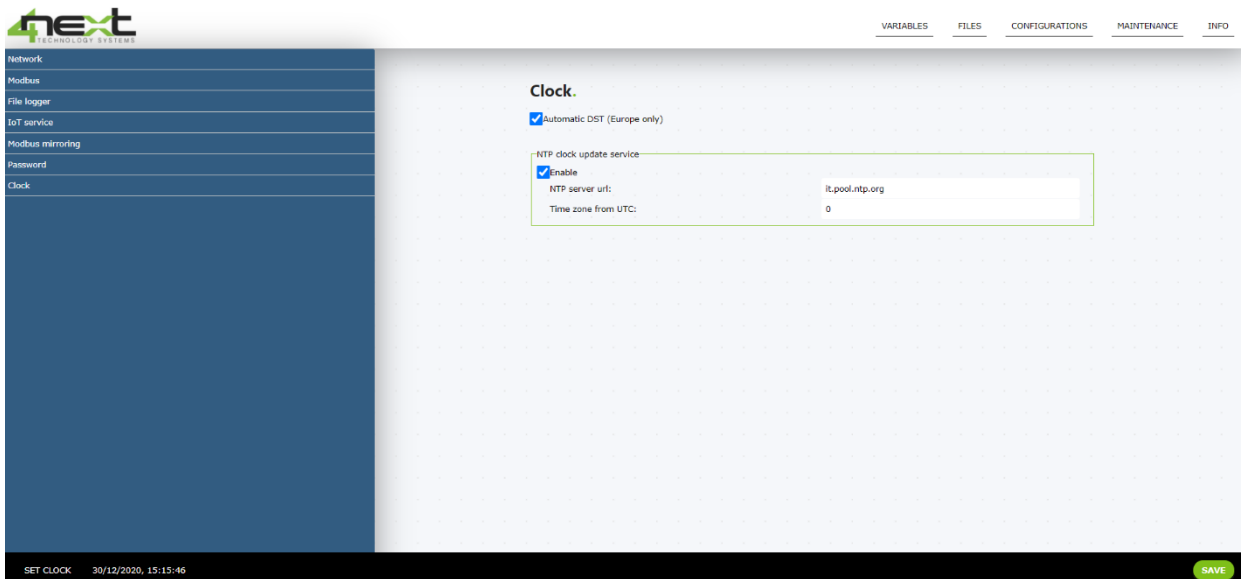 4next
TECHNOLOGY SYSTEMS
VARIABLES FILES CONFIGURATIONS MAINTENANCE INFO
Network
Modbus
File logger
IoT service
Modbus mirroring
Password
Clock
Clock.
Automatic DST (Europe only)
NTP clock update service
Enable
NTP server url: it.pool.ntp.org
Time zone from UTC: 0
SET CLOCK 30/12/2020, 15:15:46 SAVE